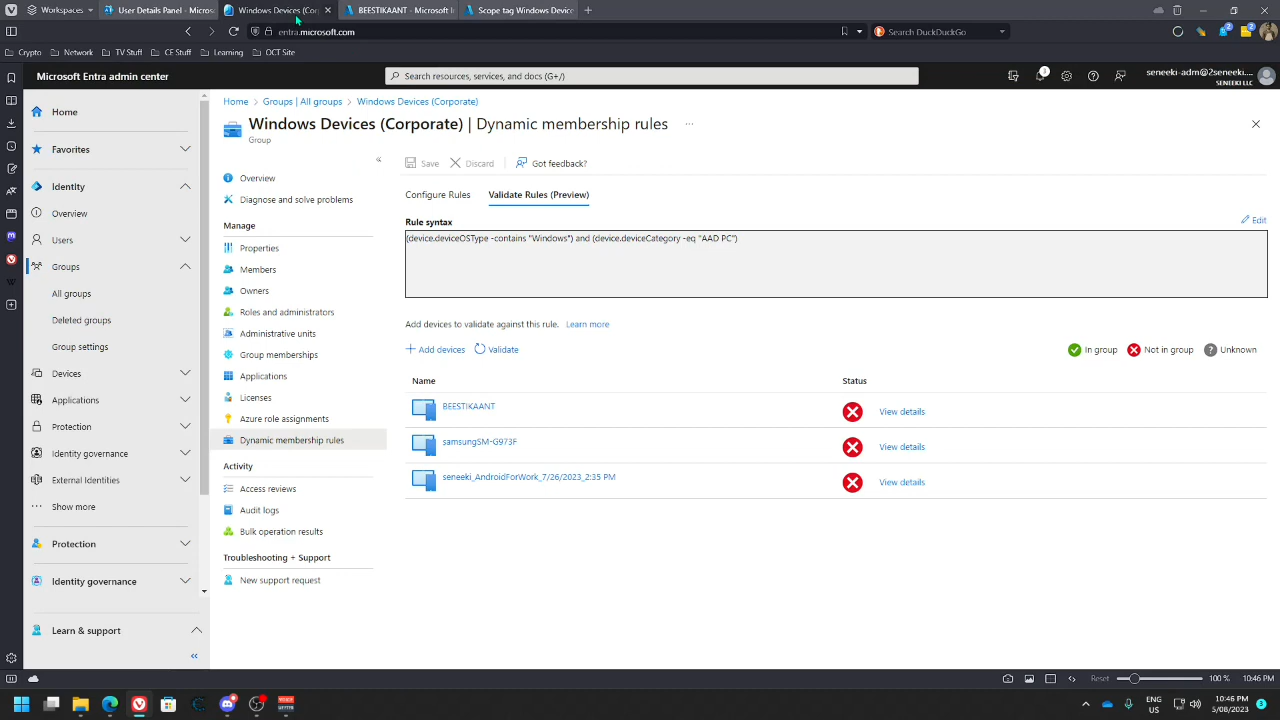 Workspaces
User Details Panel - Micros
Windows Devices (Cor
BEESTIKAANT - Microsoft I
Scope tag Windows Device
entra.microsoft.com
Search DuckDuckGo
2
2
Crypto
Network
TV Stuff
CF Stuff
Learning
OCT Site
Microsoft Entra admin center
Search resources, services, and docs (G+/)
seneeki-adm@2seneeki....
SENEEKI LLC
Home
Favorites
Identity
Overview
Users
Groups
All groups
Deleted groups
Group settings
Devices
Applications
Protection
Identity governance
External Identities
Show more
Protection
Identity governance
Learn & support
Home > Groups | All groups > Windows Devices (Corporate)
Windows Devices (Corporate) | Dynamic membership rules ...
Group
Overview
Diagnose and solve problems
Manage
Properties
Members
Owners
Roles and administrators
Administrative units
Group memberships
Applications
Licenses
Azure role assignments
Dynamic membership rules
Activity
Access reviews
Audit logs
Bulk operation results
Troubleshooting + Support
New support request
Save
Discard
Got feedback?
Configure Rules
Validate Rules (Preview)
Rule syntax
Edit
(device.deviceOSType -contains "Windows") and (device.deviceCategory -eq "AAD PC")
Add devices to validate against this rule. Learn more
Add devices
Validate
In group
Not in group
Unknown
Name
Status
BEESTIKAANT
View details
samsungSM-G973F
View details
seneeki_AndroidForWork_7/26/2023_2:35 PM
View details
Reset
100 %
10:46 PM
ENG
US
10:46 PM
5/08/2023
3